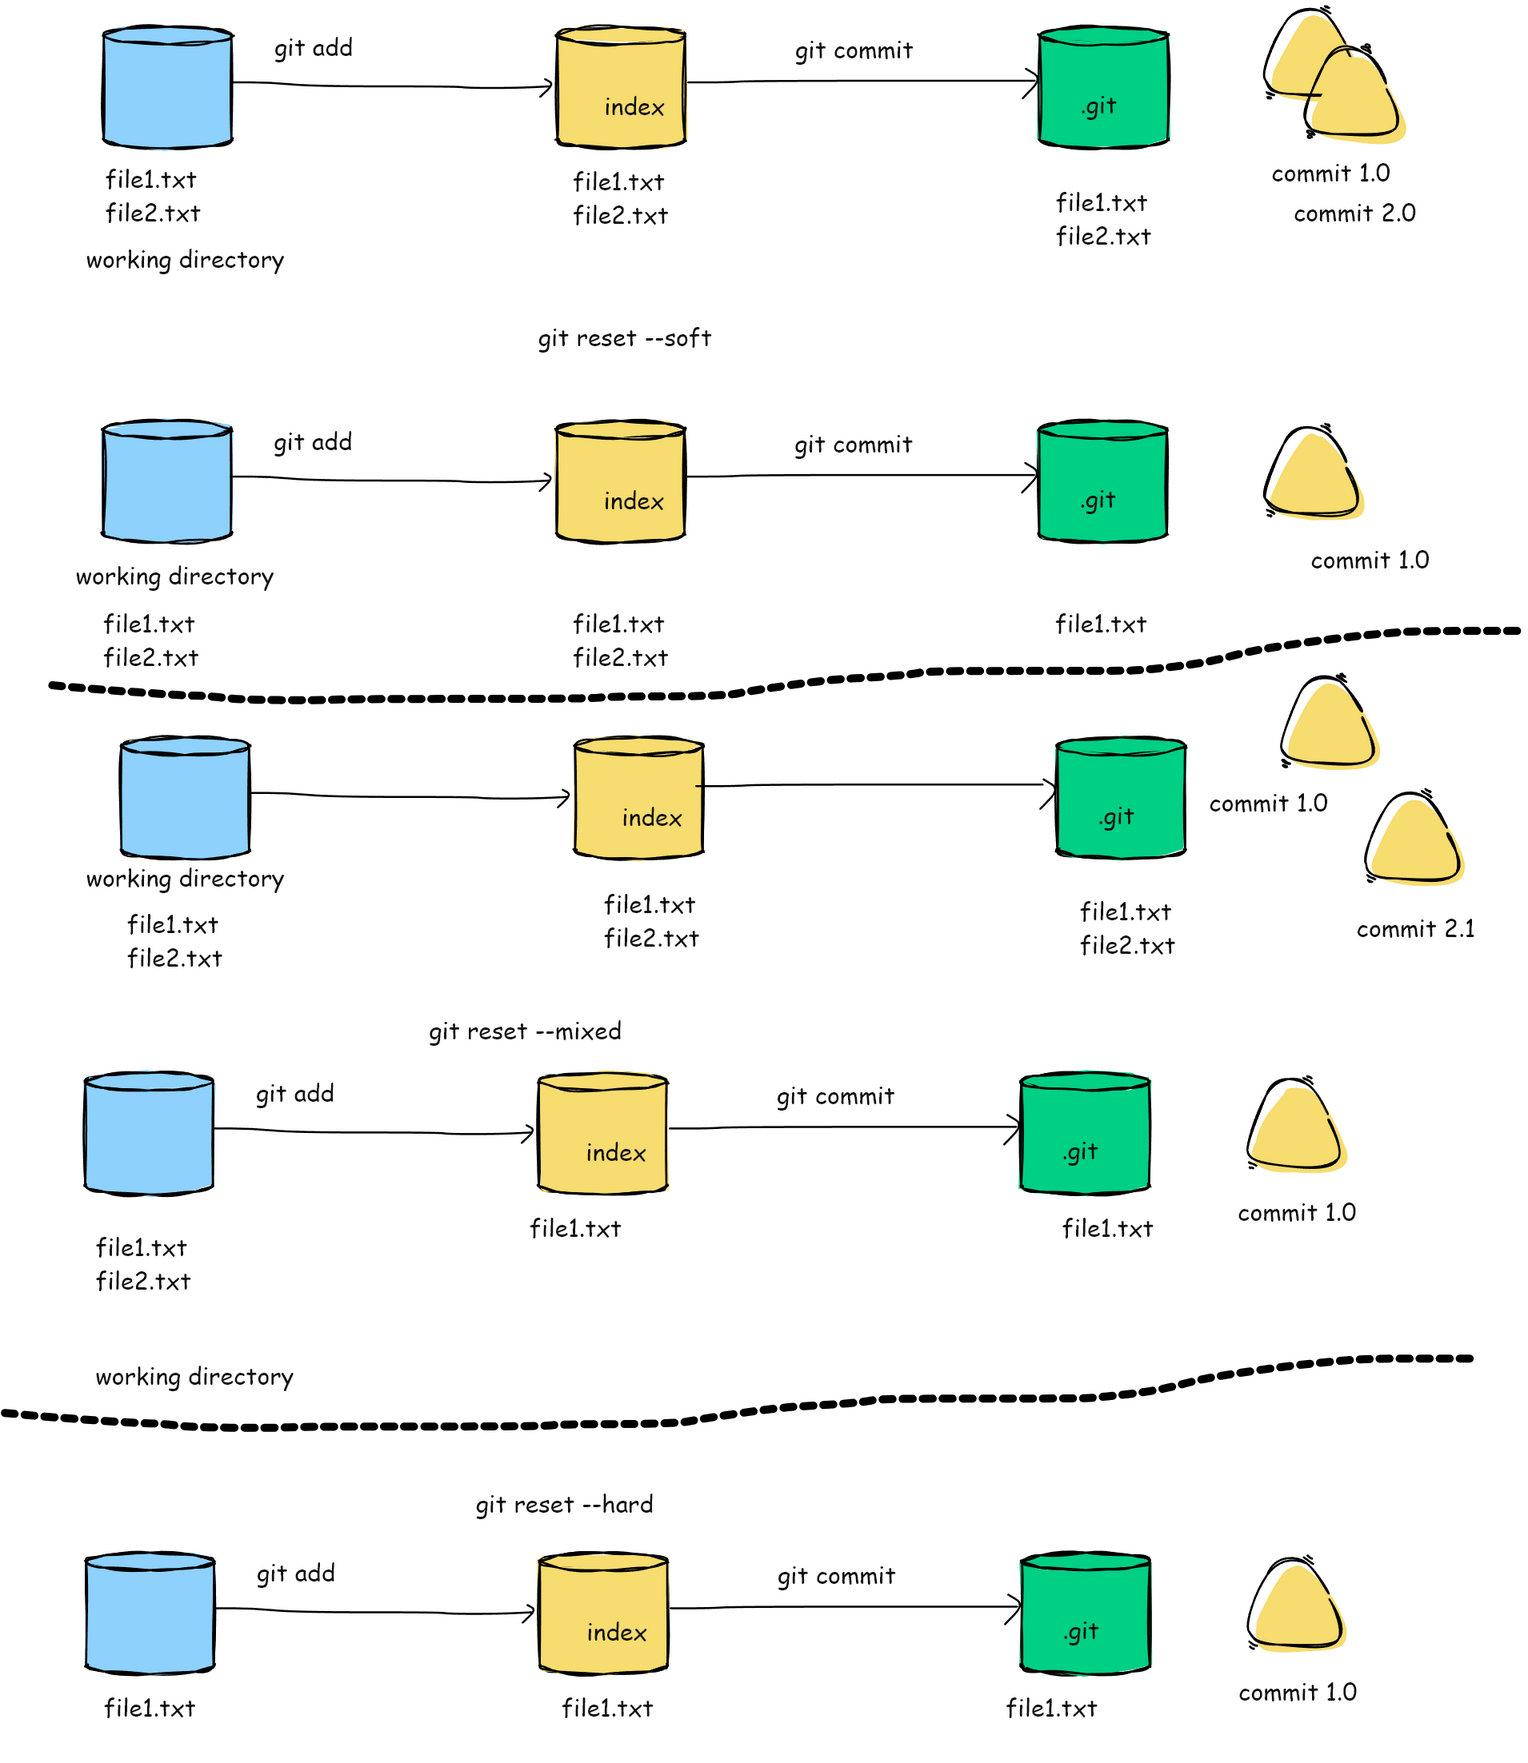 git add
git commit
index
.git
file1.txt
file2.txt
working directory
file1.txt
file2.txt
file1.txt
file2.txt
commit 1.0
commit 2.0
git reset --soft
git add
git commit
index
.git
working directory
file1.txt
file2.txt
file1.txt
file2.txt
file1.txt
commit 1.0
index
.git
commit 1.0
working directory
file1.txt
file2.txt
file1.txt
file2.txt
file1.txt
file2.txt
commit 2.1
git reset --mixed
git add
git commit
index
.git
file1.txt
file2.txt
file1.txt
file1.txt
commit 1.0
working directory
git reset --hard
git add
git commit
index
.git
file1.txt
file1.txt
file1.txt
commit 1.0